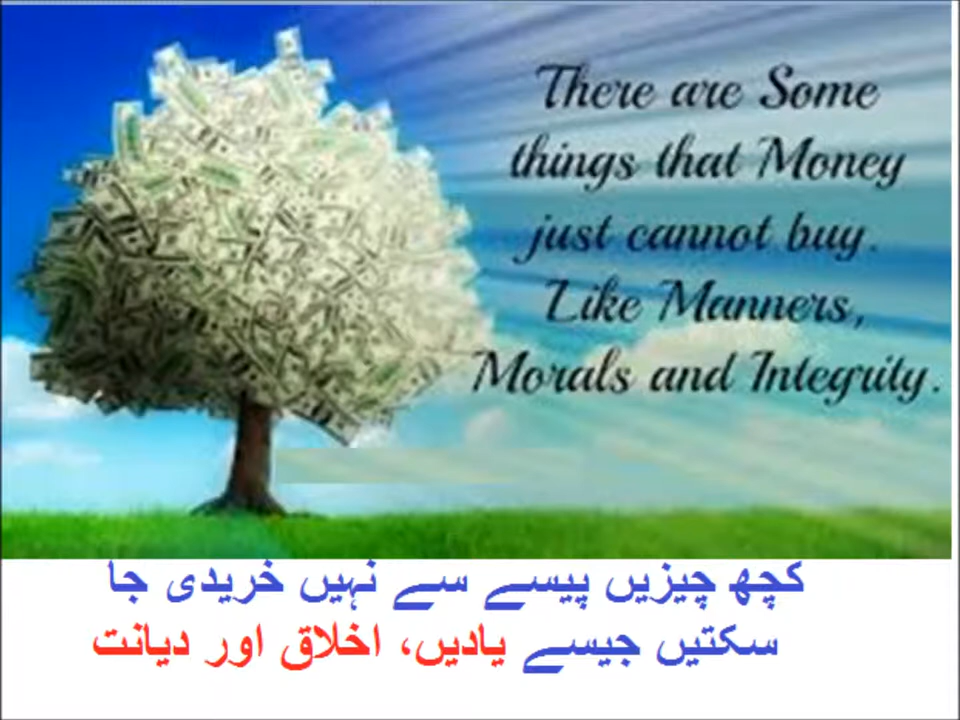 There are Some
things that Money
just cannot buy.
Like Manners,
Morals and Integrity.
کچھ چیزیں پیسے سے نہیں خریدی جا
سکتیں جیسے یادیں، اخلاق اور دیانت